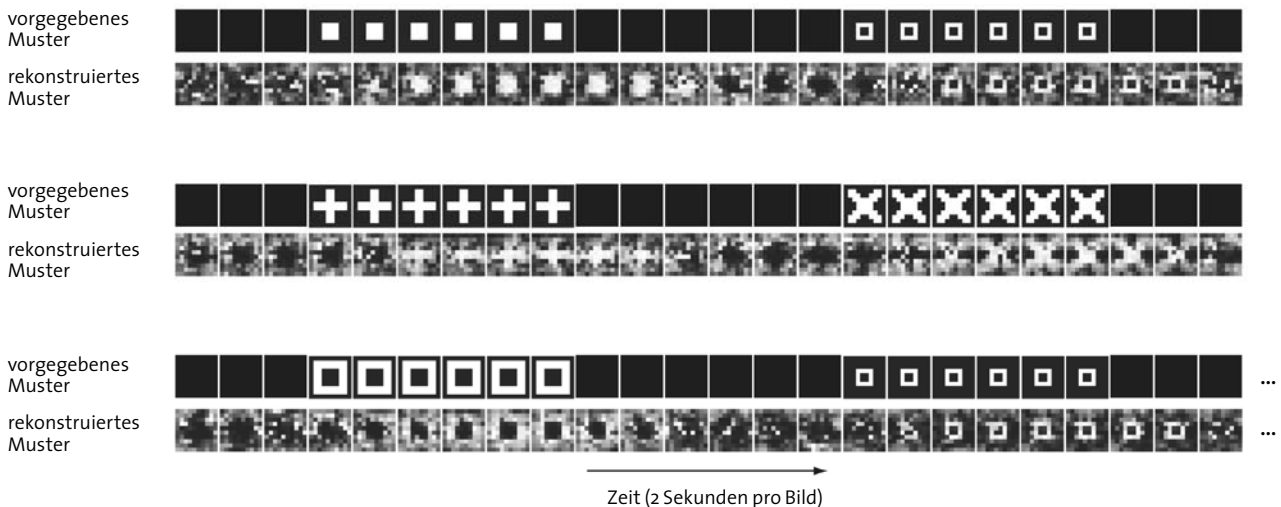 vorgegebenes
Muster
rekonstruiertes
Muster
vorgegebenes
Muster
rekonstruiertes
Muster
vorgegebenes
Muster
...
rekonstruiertes
Muster
...
Zeit (2 Sekunden pro Bild)